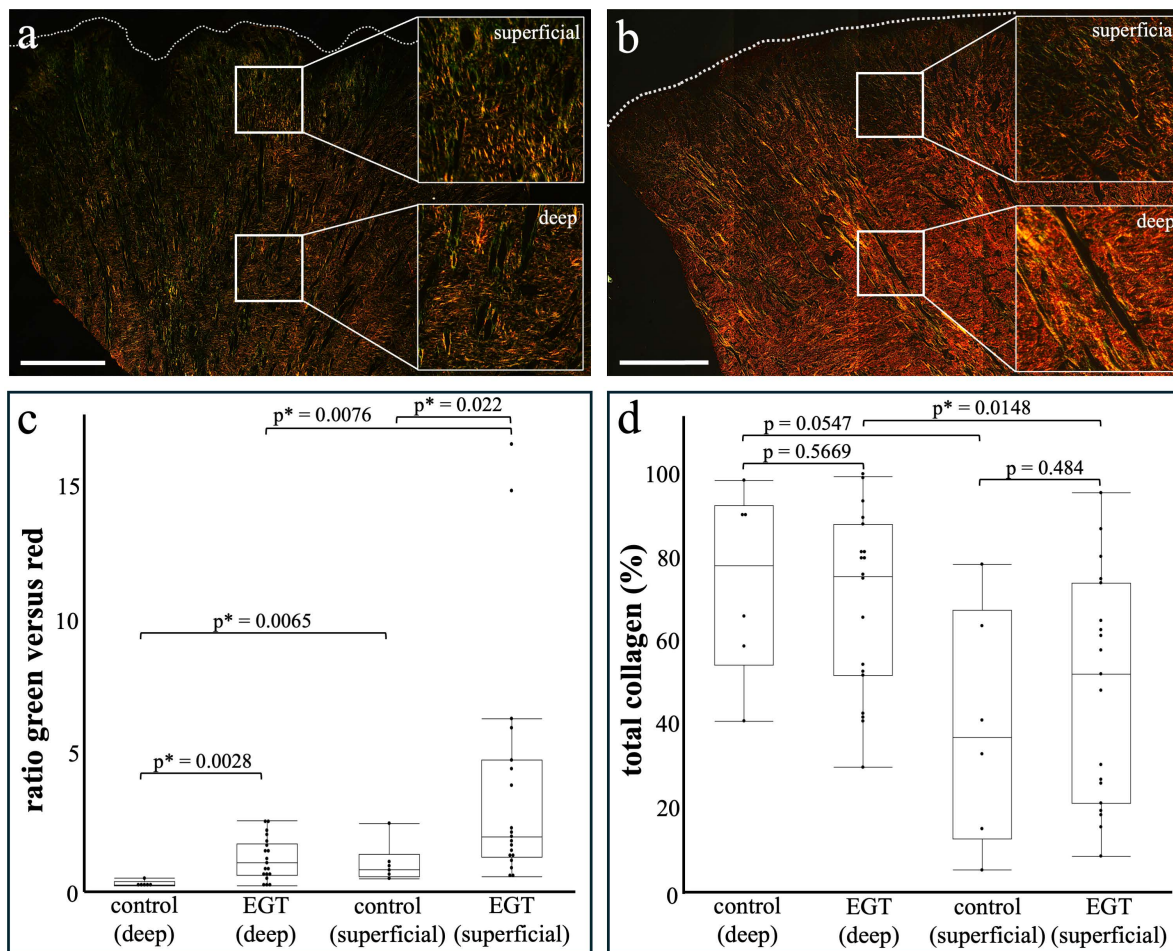 a
superficial
deep
b
superficial
deep
c
p* = 0.022
p* = 0.0076
p* = 0.0065
p* = 0.0028
ratio green versus red
15
10
5
0
control
(deep)
EGT
(deep)
control
(superficial)
EGT
(superficial)
d
p* = 0.0148
p = 0.0547
p = 0.5669
p = 0.484
total collagen (%)
100
80
60
40
20
0
control
(deep)
EGT
(deep)
control
(superficial)
EGT
(superficial)